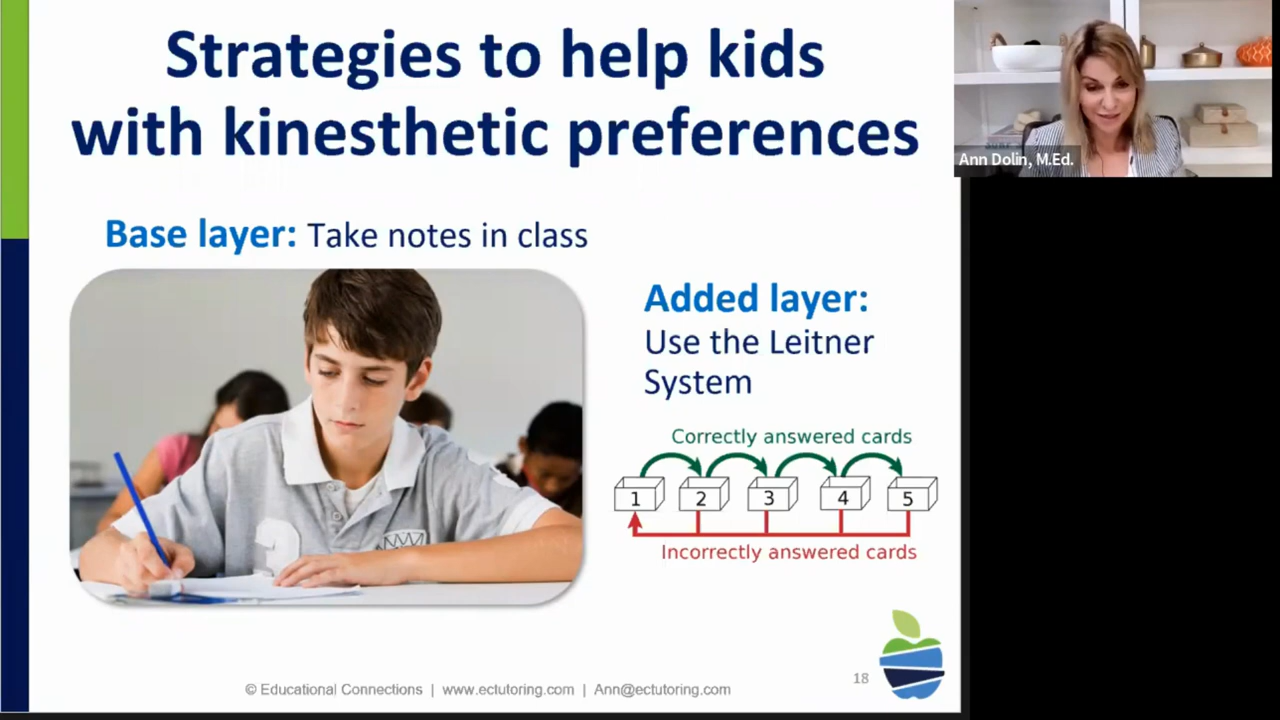 Strategies to help kids
with kinesthetic preferences
Ann Dolin, M.Ed.
Base layer: Take notes in class
Added layer:
Use the Leitner
System
Correctly answered cards
1 2 3 4 5
Incorrectly answered cards
18
© Educational Connections | www.ectutoring.com | Ann@ectutoring.com